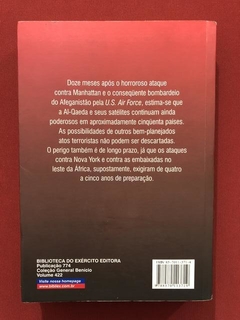 Doze meses após o horroroso ataque
contra Manhattan e o conseqüente bombardeio
do Afeganistão pela U.S. Air Force, estima-se que
a Al-Qaeda e seus satélites continuam ainda
poderosos em aproximadamente cinqüenta países.
As possibilidades de outros bem-planejados
atos terroristas não podem ser descartadas.
O perigo também é de longo prazo, já que os ataques
contra Nova York e contra as embaixadas no
leste da África, supostamente, exigiram de quatro
a cinco anos de preparação.
BIBLIOTECA DO EXÉRCITO EDITORA
Publicação 774
Coleção General Benício
Volume 422
Visite nossa homepage